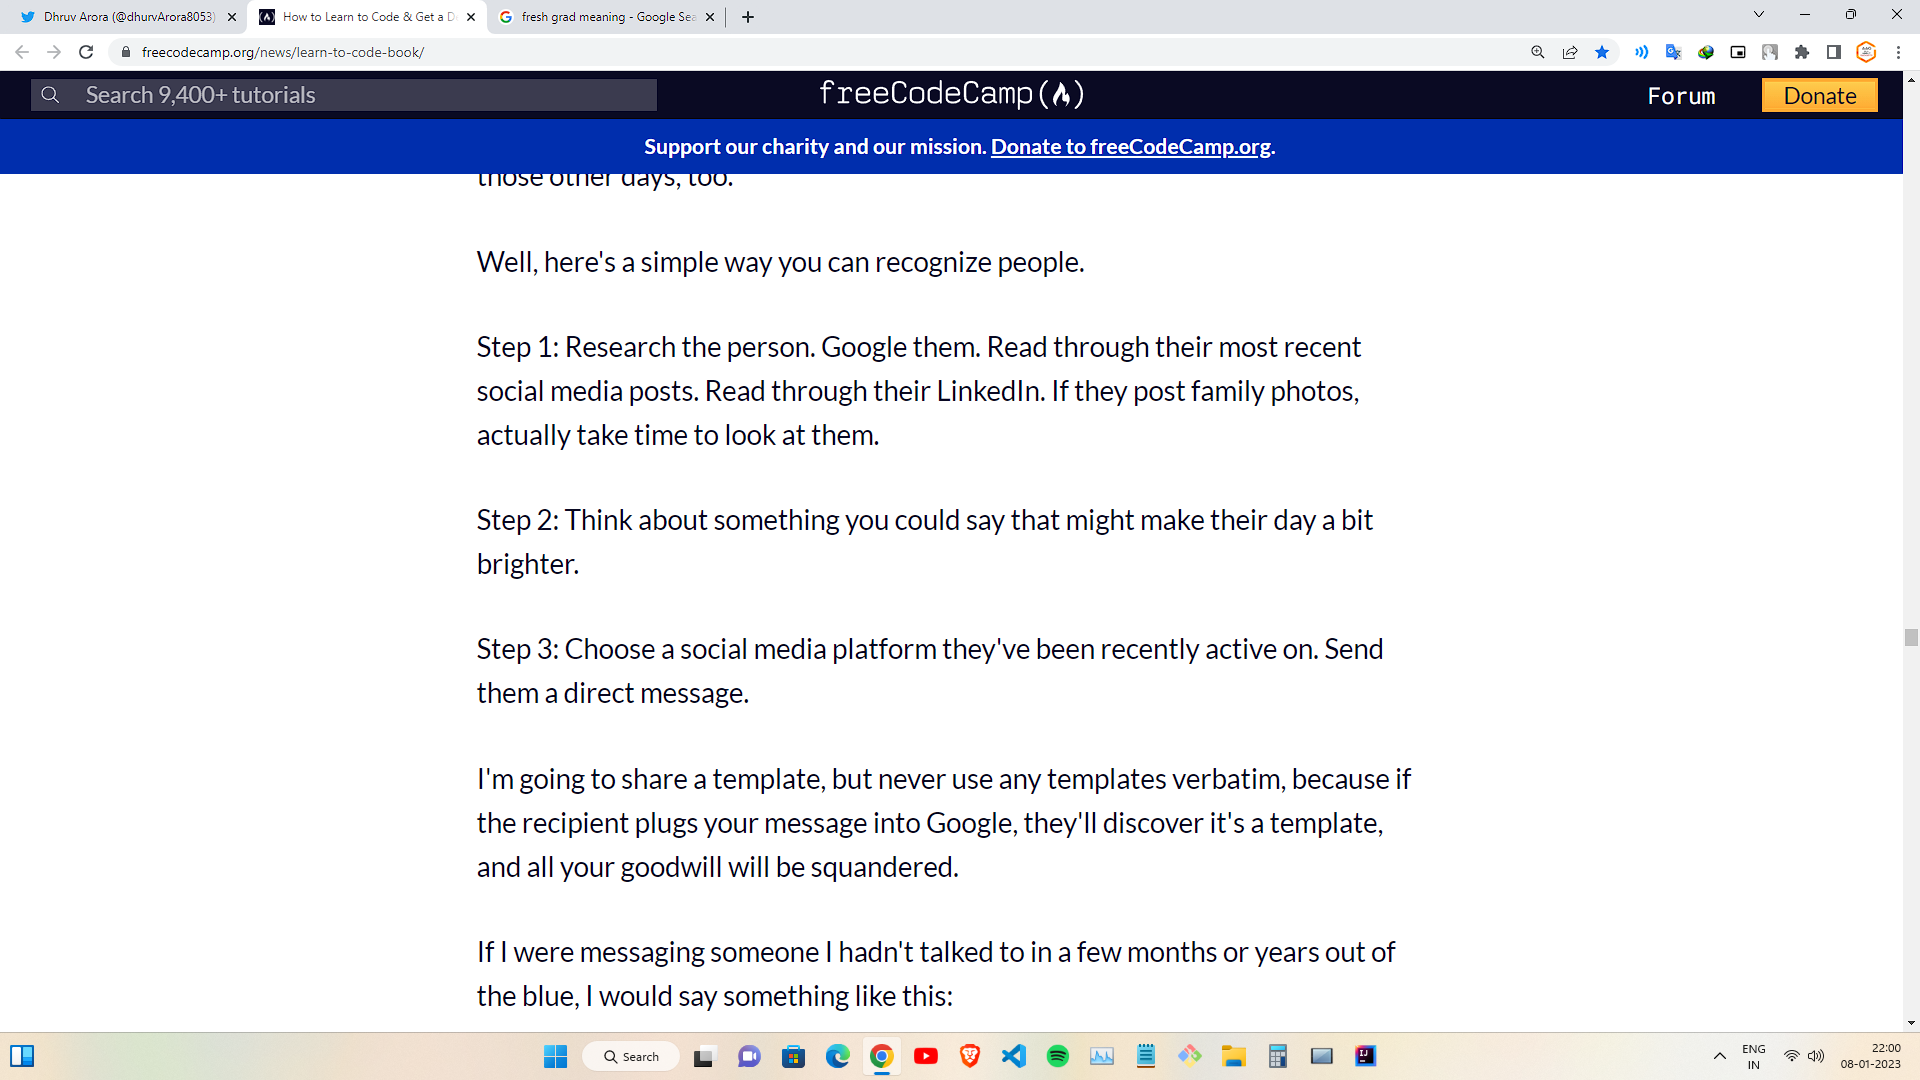 Dhruv Arora (@dhurvArora8053)
How to Learn to Code & Get a D
fresh grad meaning - Google Sea
freecodecamp.org/news/learn-to-code-book/
Search 9,400+ tutorials
freeCodeCamp
Forum
Donate
Support our charity and our mission. Donate to freeCodeCamp.org.
those other days, too.
Well, here's a simple way you can recognize people.
Step 1: Research the person. Google them. Read through their most recent
social media posts. Read through their LinkedIn. If they post family photos,
actually take time to look at them.
Step 2: Think about something you could say that might make their day a bit
brighter.
Step 3: Choose a social media platform they've been recently active on. Send
them a direct message.
I'm going to share a template, but never use any templates verbatim, because if
the recipient plugs your message into Google, they'll discover it's a template,
and all your goodwill will be squandered.
If I were messaging someone I hadn't talked to in a few months or years out of
the blue, I would say something like this:
Search
ENG
IN
22:00
08-01-2023